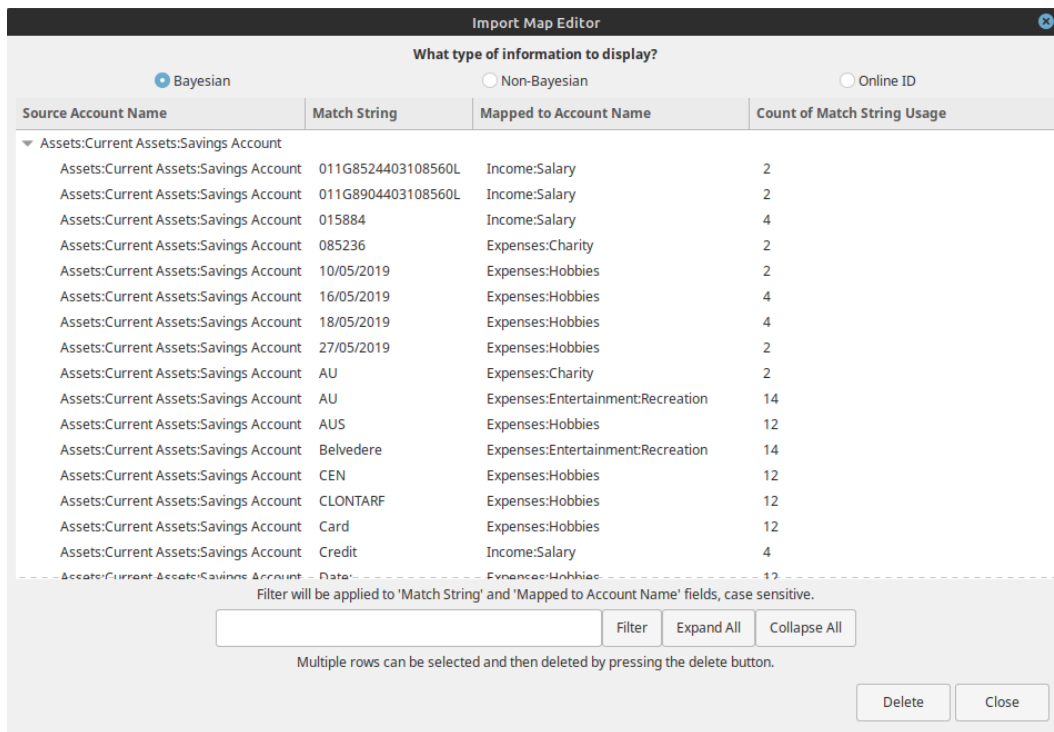 Import Map Editor
What type of information to display?
Bayesian Non-Bayesian Online ID
Source Account Name Match String Mapped to Account Name Count of Match String Usage
Assets:Current Assets:Savings Account
Assets:Current Assets:Savings Account 011G8524403108560L Income:Salary 2
Assets:Current Assets:Savings Account 011G8904403108560L Income:Salary 2
Assets:Current Assets:Savings Account 015884 Income:Salary 4
Assets:Current Assets:Savings Account 085236 Expenses:Charity 2
Assets:Current Assets:Savings Account 10/05/2019 Expenses:Hobbies 2
Assets:Current Assets:Savings Account 16/05/2019 Expenses:Hobbies 4
Assets:Current Assets:Savings Account 18/05/2019 Expenses:Hobbies 4
Assets:Current Assets:Savings Account 27/05/2019 Expenses:Hobbies 2
Assets:Current Assets:Savings Account AU Expenses:Charity 2
Assets:Current Assets:Savings Account AU Expenses:Entertainment:Recreation 14
Assets:Current Assets:Savings Account AUS Expenses:Hobbies 12
Assets:Current Assets:Savings Account Belvedere Expenses:Entertainment:Recreation 14
Assets:Current Assets:Savings Account CEN Expenses:Hobbies 12
Assets:Current Assets:Savings Account CLONTARF Expenses:Hobbies 12
Assets:Current Assets:Savings Account Card Expenses:Hobbies 12
Assets:Current Assets:Savings Account Credit Income:Salary 4
Assets:Current Assets:Savings Account Date: Expenses:Hobbies 12
Filter will be applied to 'Match String' and 'Mapped to Account Name' fields, case sensitive.
Filter Expand All Collapse All
Multiple rows can be selected and then deleted by pressing the delete button.
Delete Close